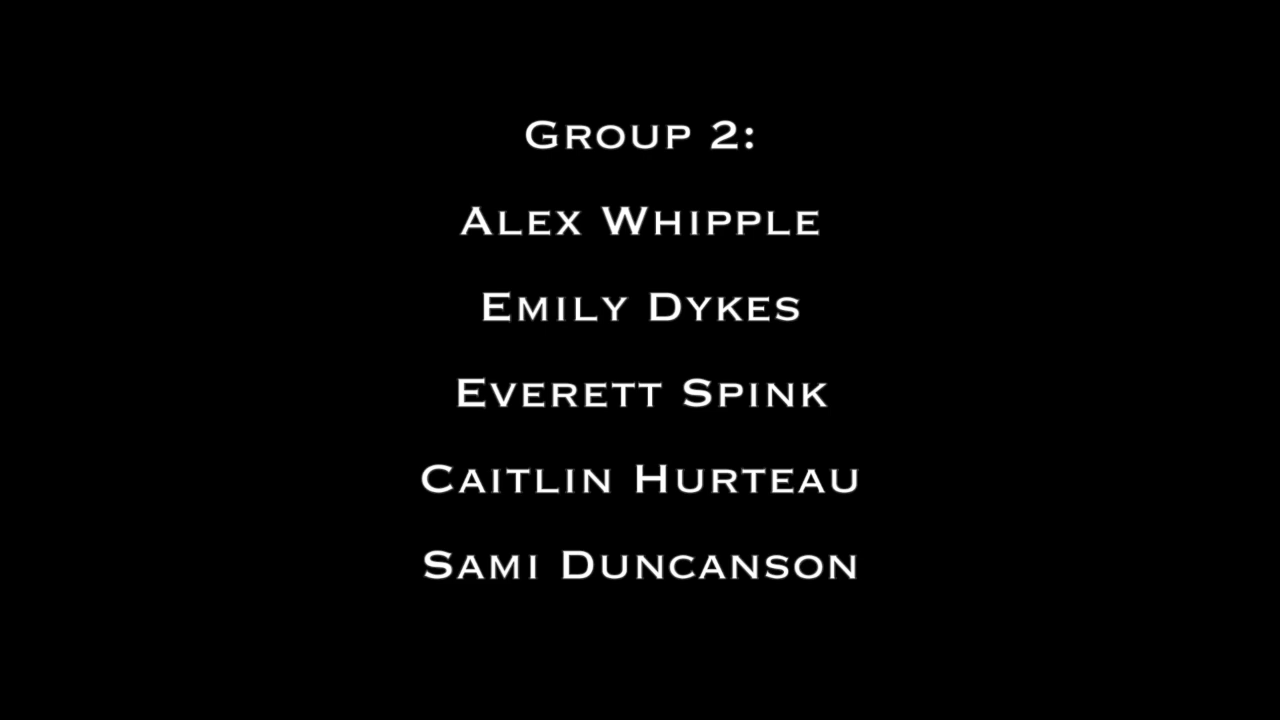 Group 2:
Alex Whipple
Emily Dykes
Everett Spink
Caitlin Hurteau
Sami Duncanson